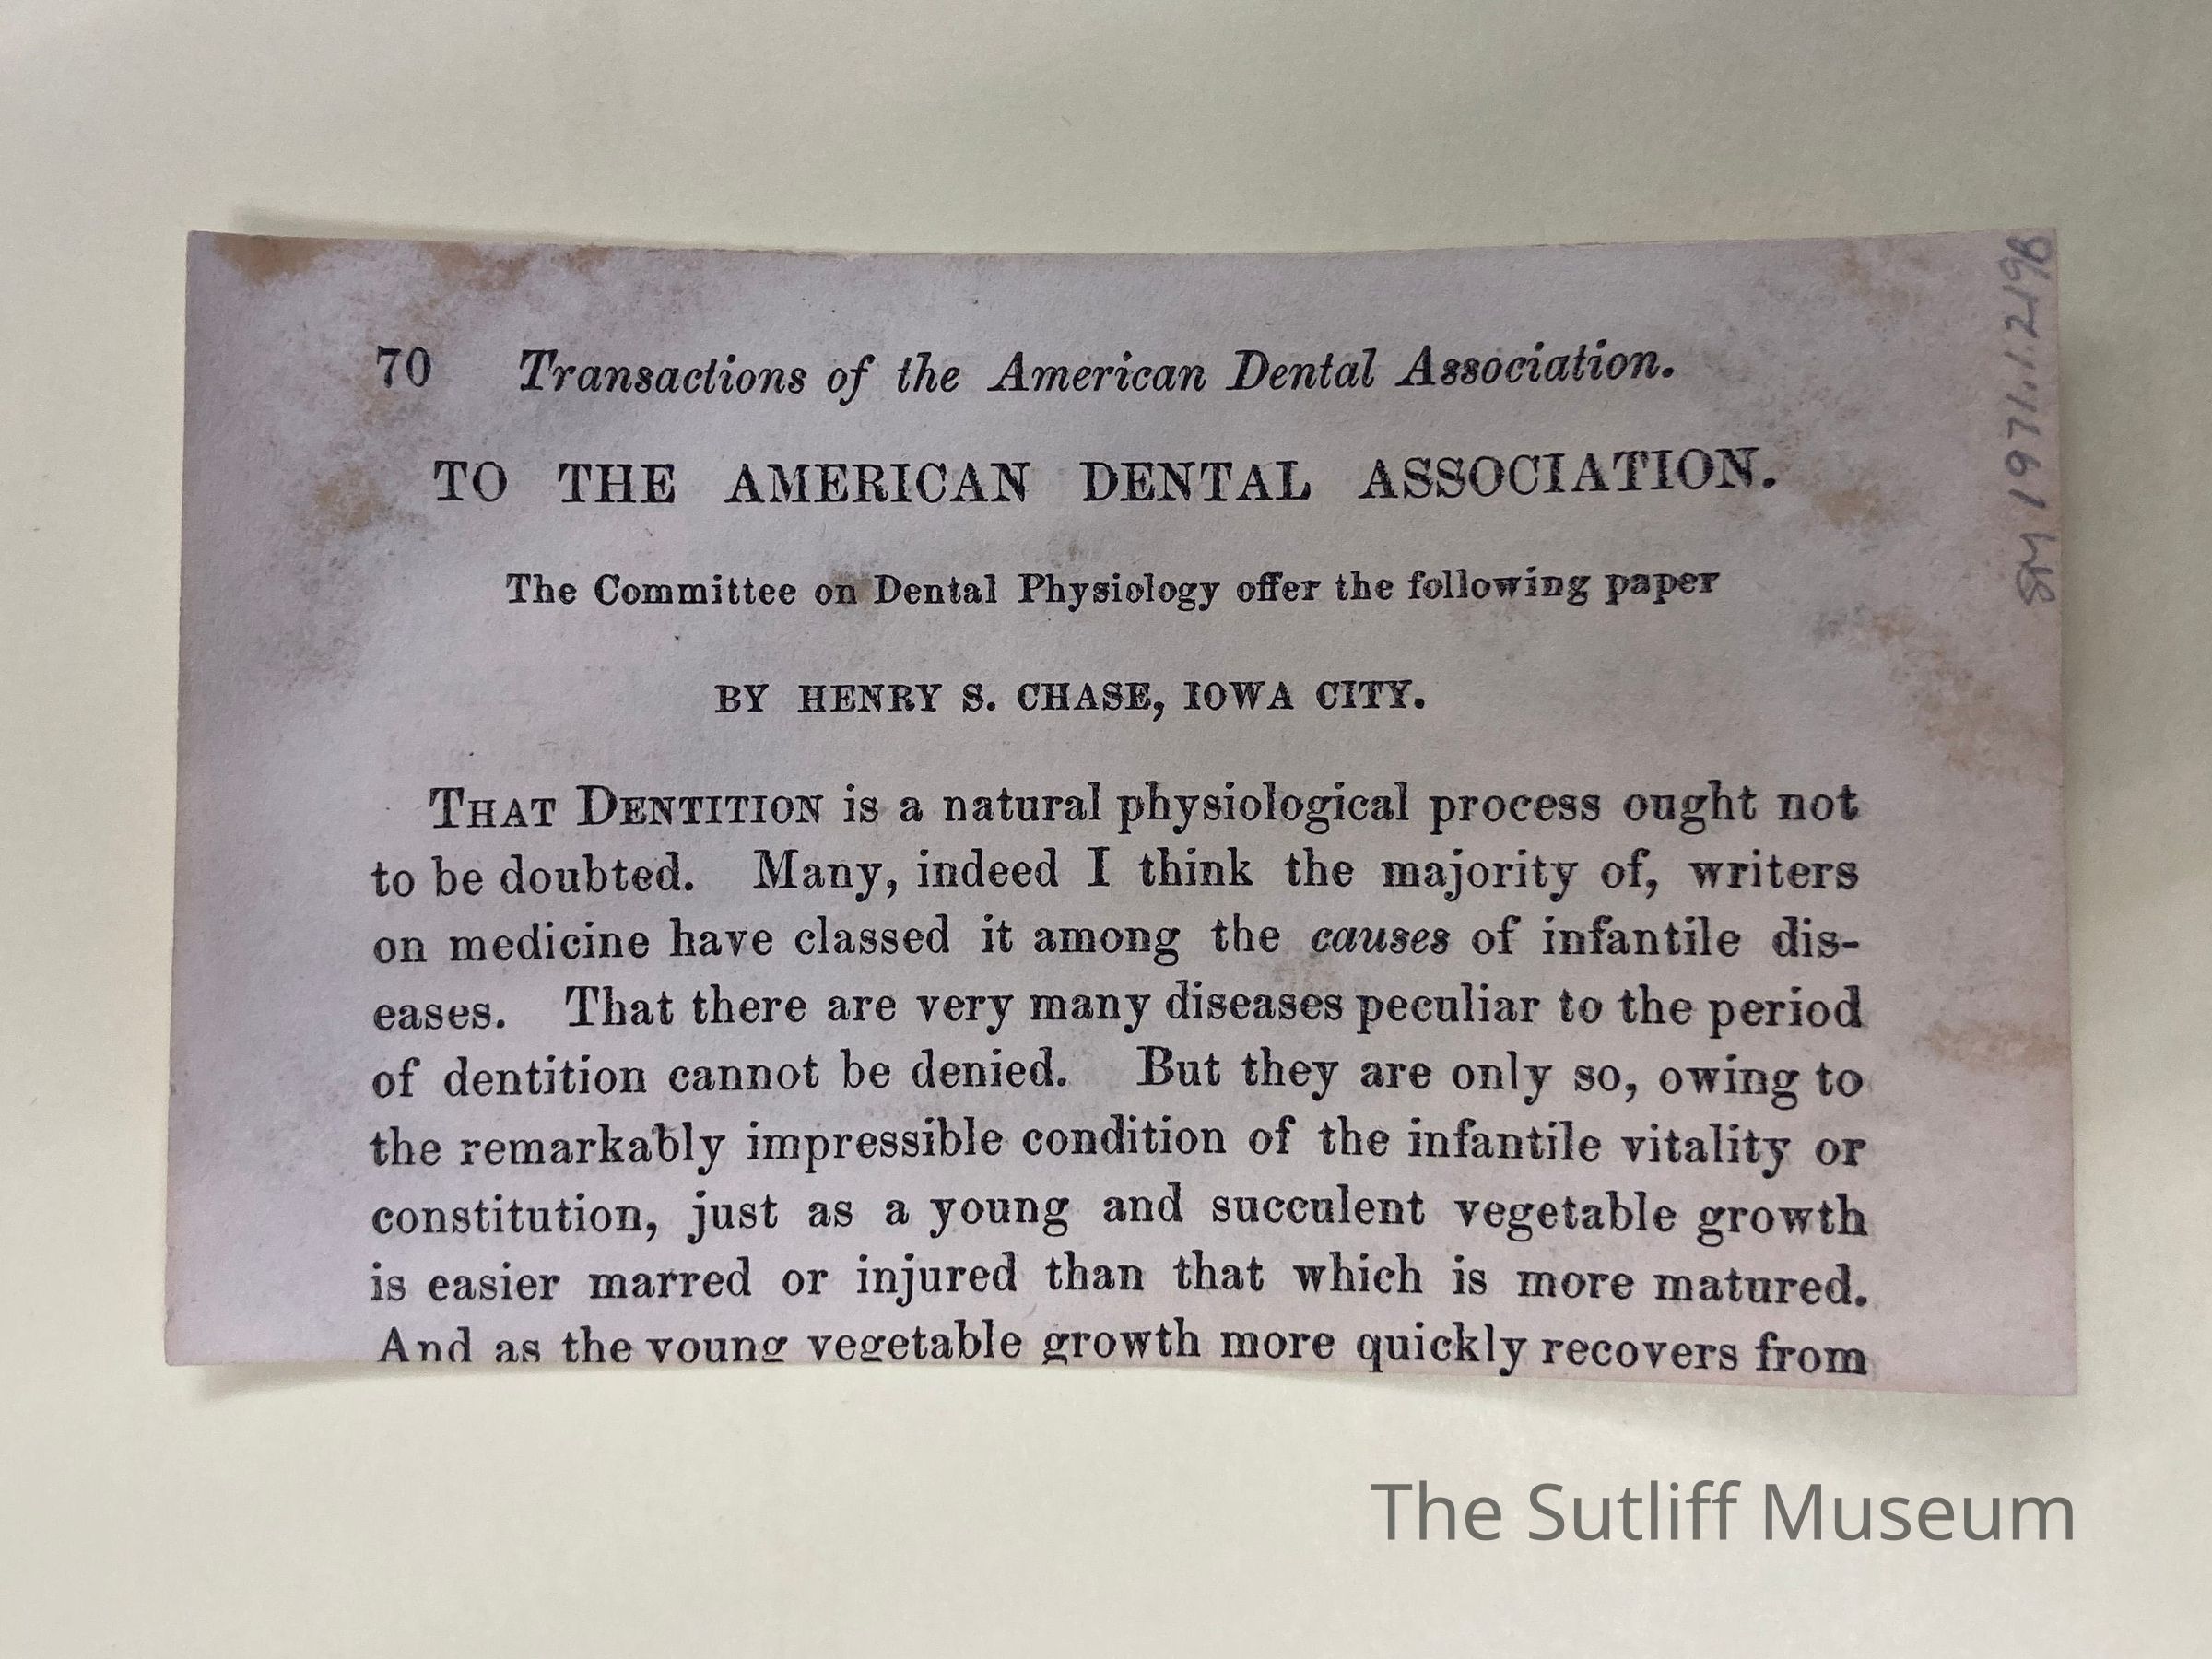 70 Transactions of the American Dental Association.
TO THE AMERICAN DENTAL ASSOCIATION.
The Committee on Dental Physiology offer the following paper
BY HENRY S. CHASE, IOWA CITY.
THAT DENTITION is a natural physiological process ought not
to be doubted. Many, indeed I think the majority of, writers
on medicine have classed it among the causes of infantile dis-
eases. That there are very many diseases peculiar to the period
of dentition cannot be denied. But they are only so, owing to
the remarkably impressible condition of the infantile vitality or
constitution, just as a young and succulent vegetable growth
is easier marred or injured than that which is more matured.
And as the young vegetable growth more quickly recovers from
SM 1971.1.219B
The Sutliff Museum